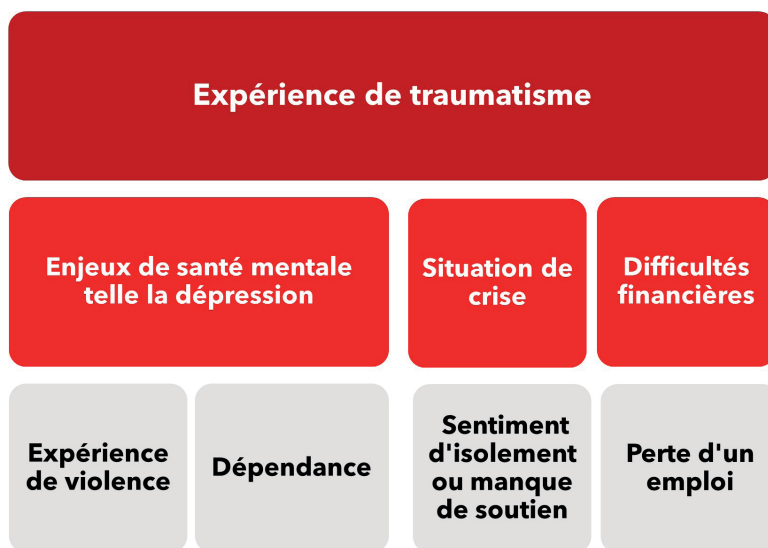 Expérience de traumatisme
Enjeux de santé mentale
telle la dépression
Situation de
crise
Difficultés
financières
Expérience
de violence
Dépendance
Sentiment
d'isolement
ou manque
de soutien
Perte d'un
emploi